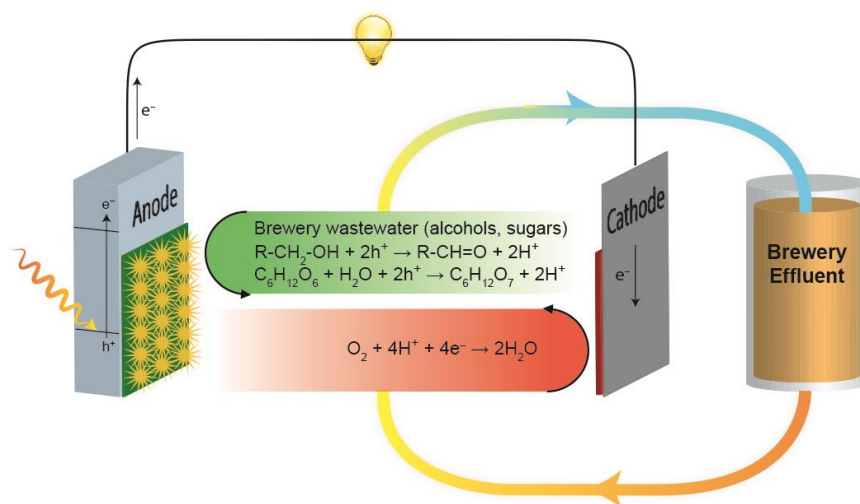 e⁻
Anode
e⁻
h⁺
Brewery wastewater (alcohols, sugars)
R-CH₂-OH + 2h⁺ → R-CH=O + 2H⁺
C₆H₁₂O₆ + H₂O + 2h⁺ → C₆H₁₂O₇ + 2H⁺
O₂ + 4H⁺ + 4e⁻ → 2H₂O
Cathode
e⁻
Brewery
Effluent